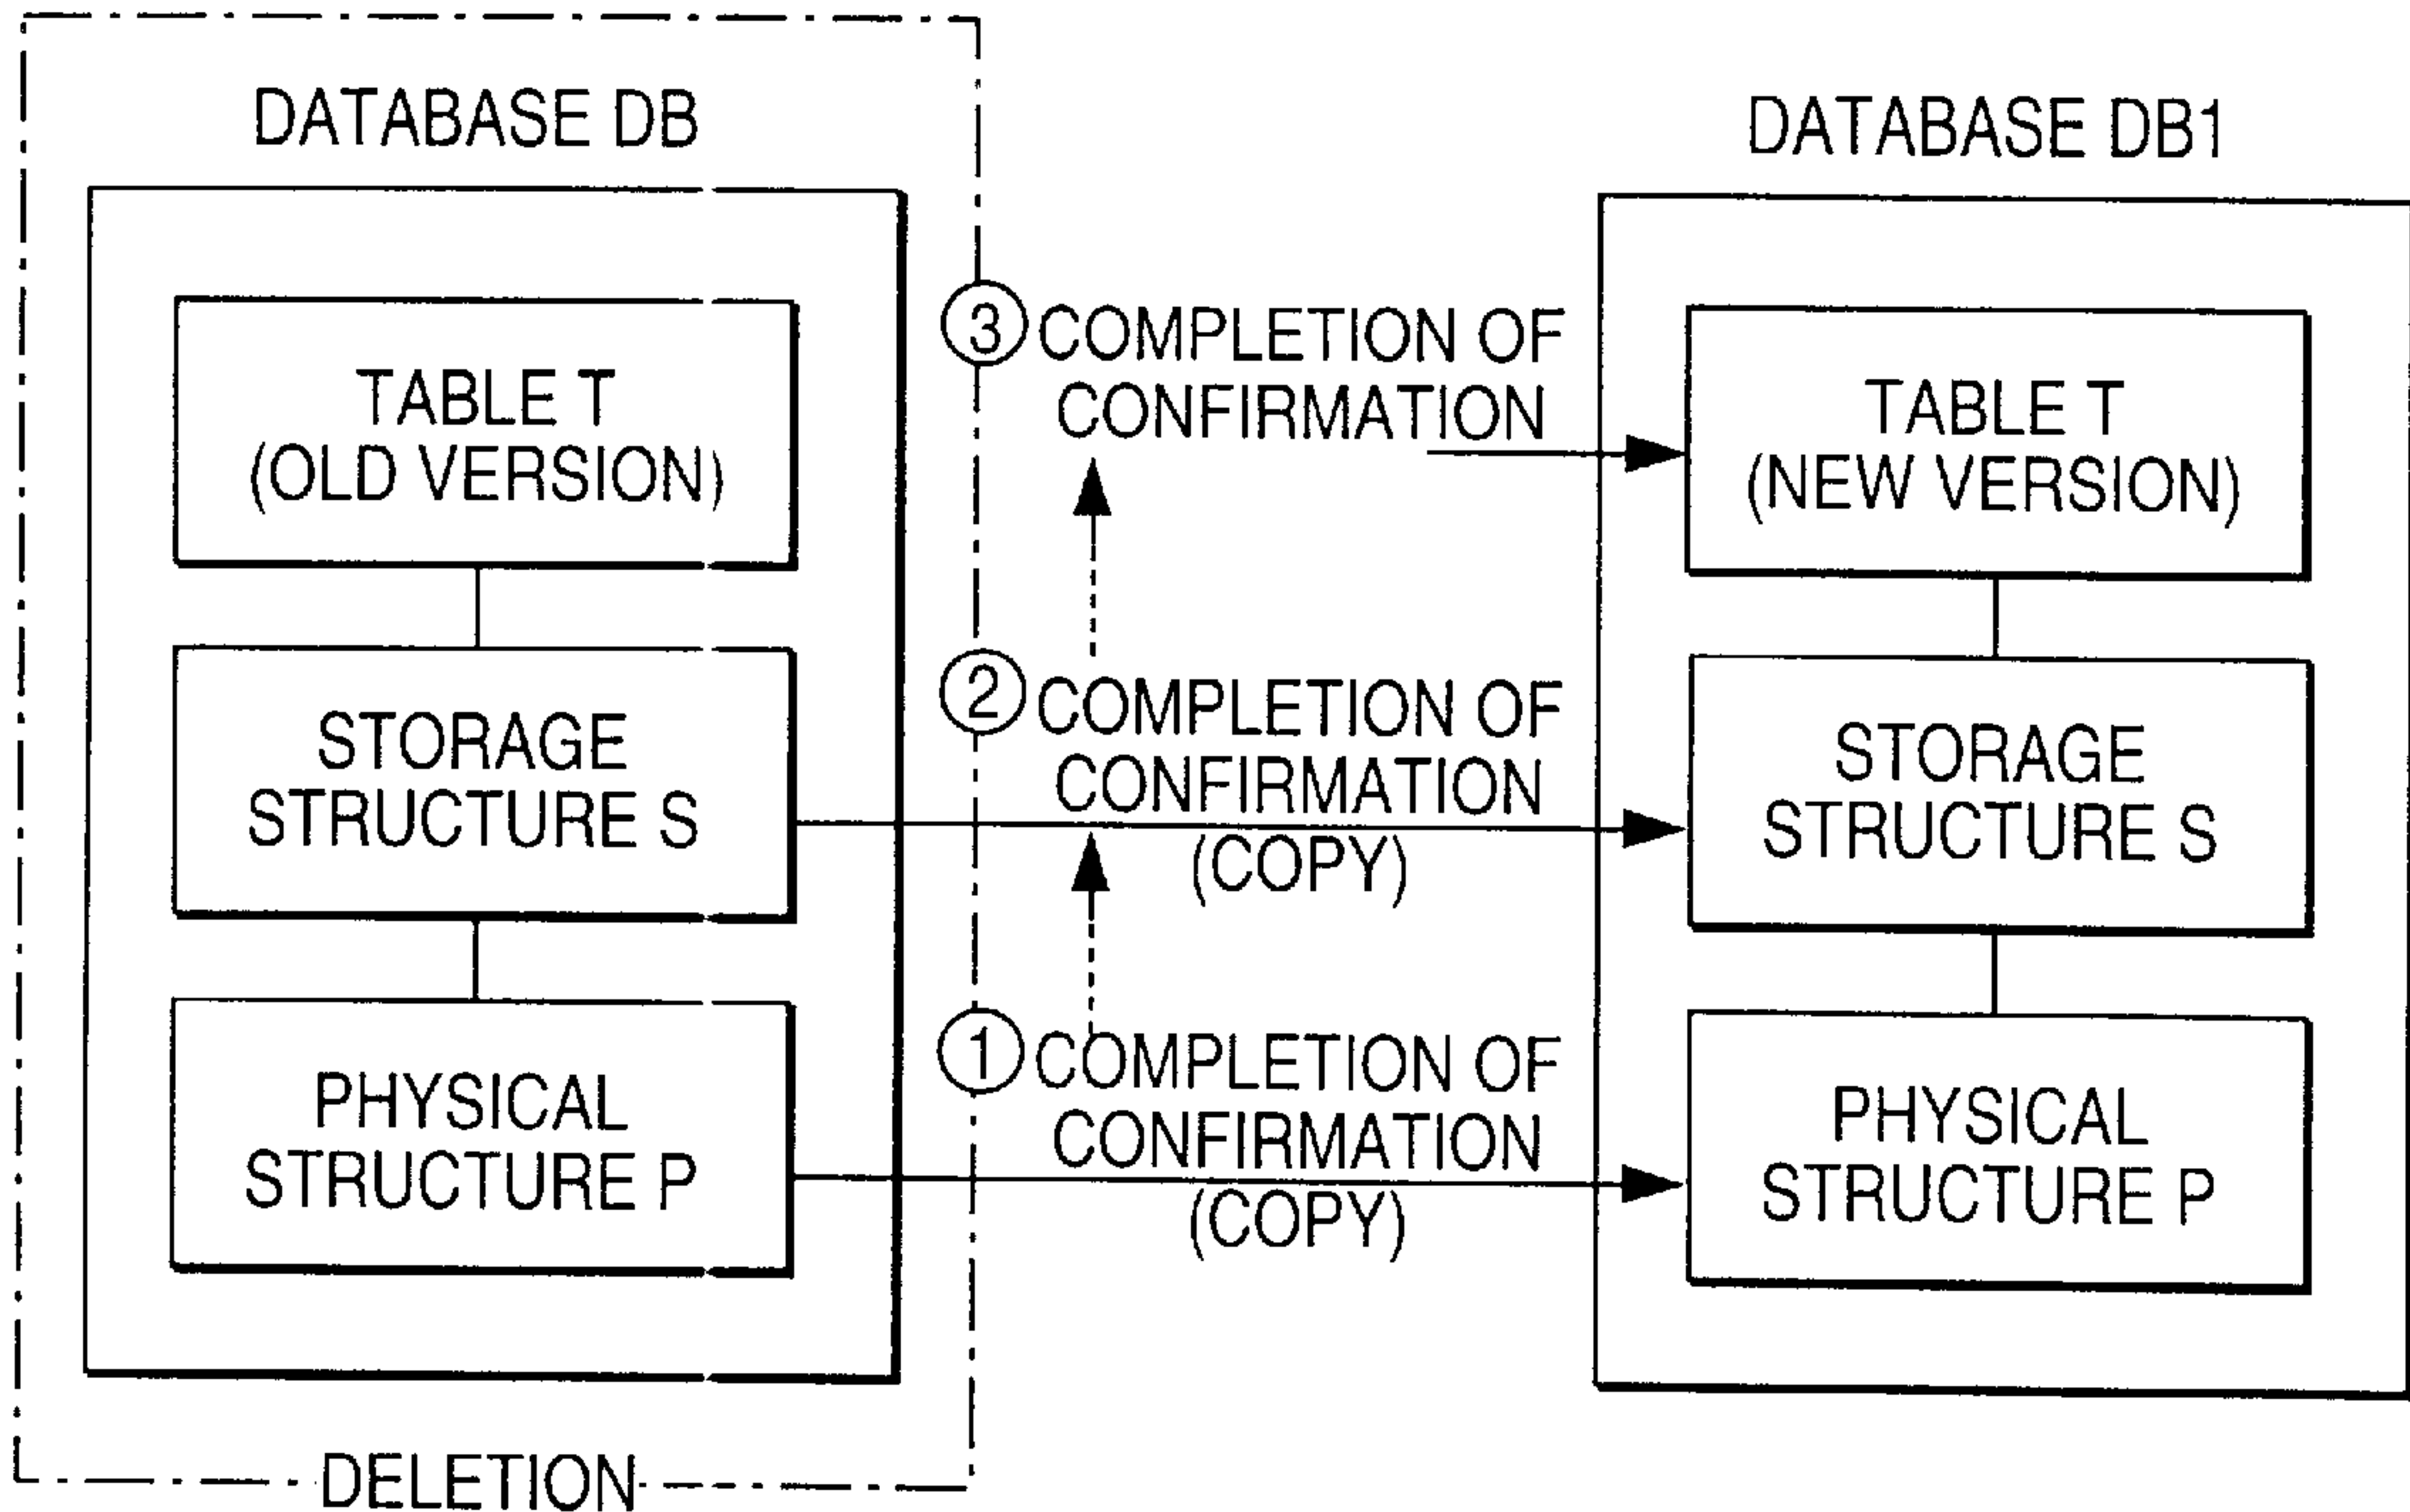 DATABASE DB
TABLE T
(OLD VERSION)
STORAGE
STRUCTURE S
PHYSICAL
STRUCTURE P
DELETION
3 COMPLETION OF
CONFIRMATION
2 COMPLETION OF
CONFIRMATION
(COPY)
1 COMPLETION OF
CONFIRMATION
(COPY)
DATABASE DB1
TABLE T
(NEW VERSION)
STORAGE
STRUCTURE S
PHYSICAL
STRUCTURE P